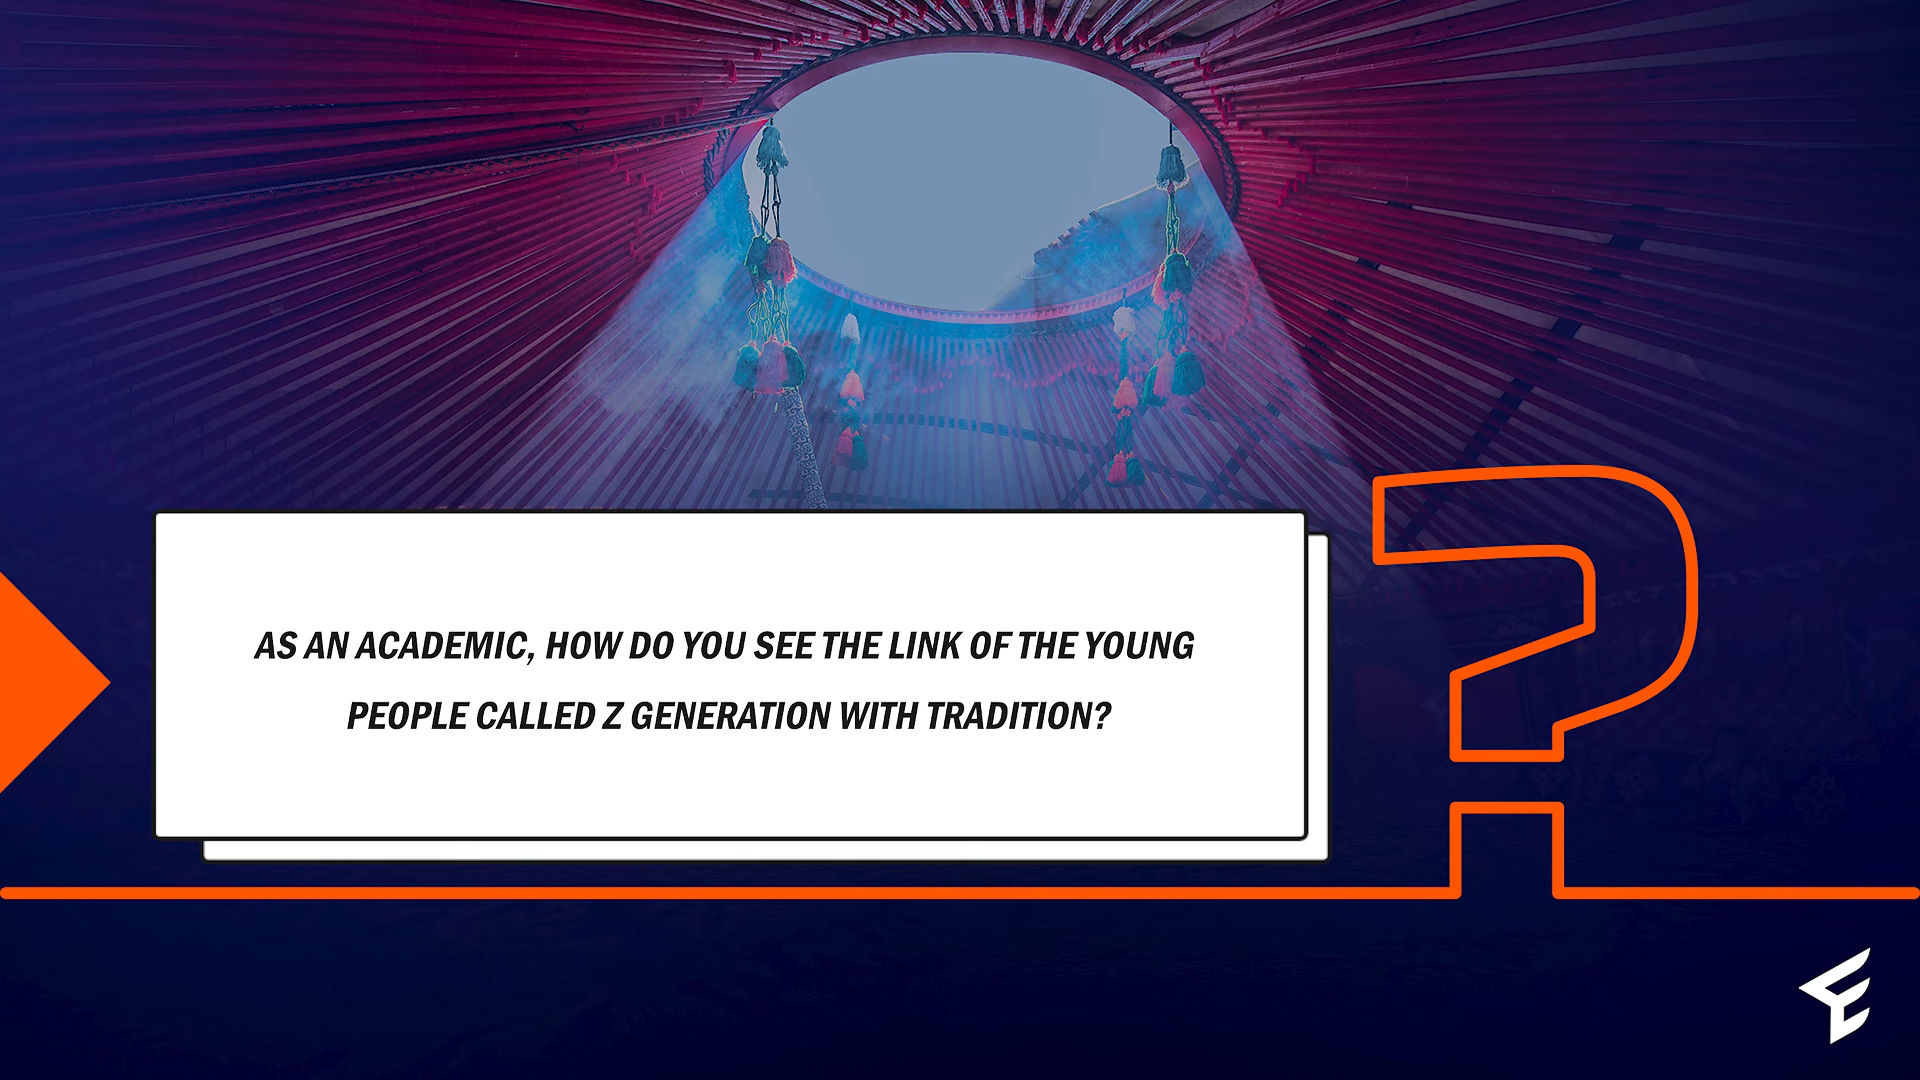 AS AN ACADEMIC, HOW DO YOU SEE THE LINK OF THE YOUNG
PEOPLE CALLED Z GENERATION WITH TRADITION?